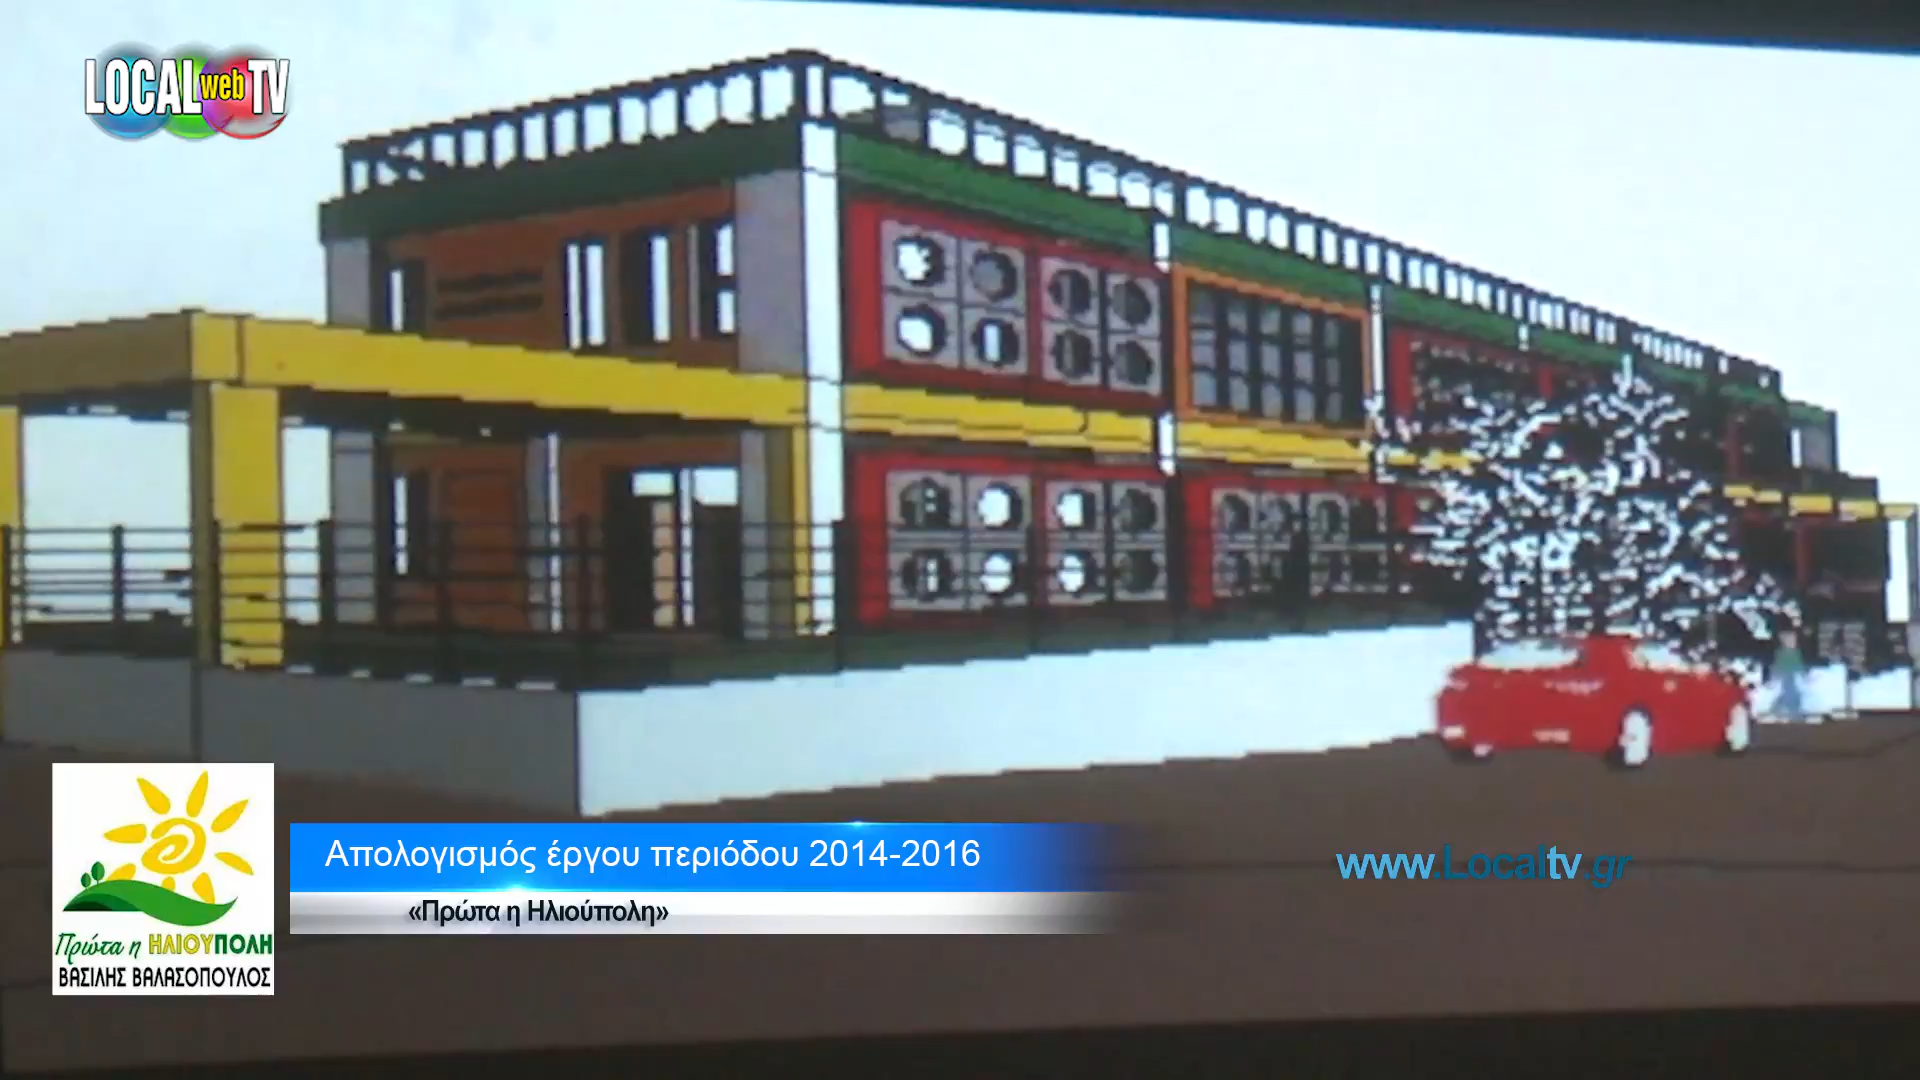 LOCAL web TV
Απολογισμός έργου περιόδου 2014-2016
«Πρώτα η Ηλιούπολη»
www.Localtv.gr
Πρώτα η ΗΛΙΟΥΠΟΛΗ
ΒΑΣΙΛΗΣ ΒΑΛΑΣΟΠΟΥΛΟΣ